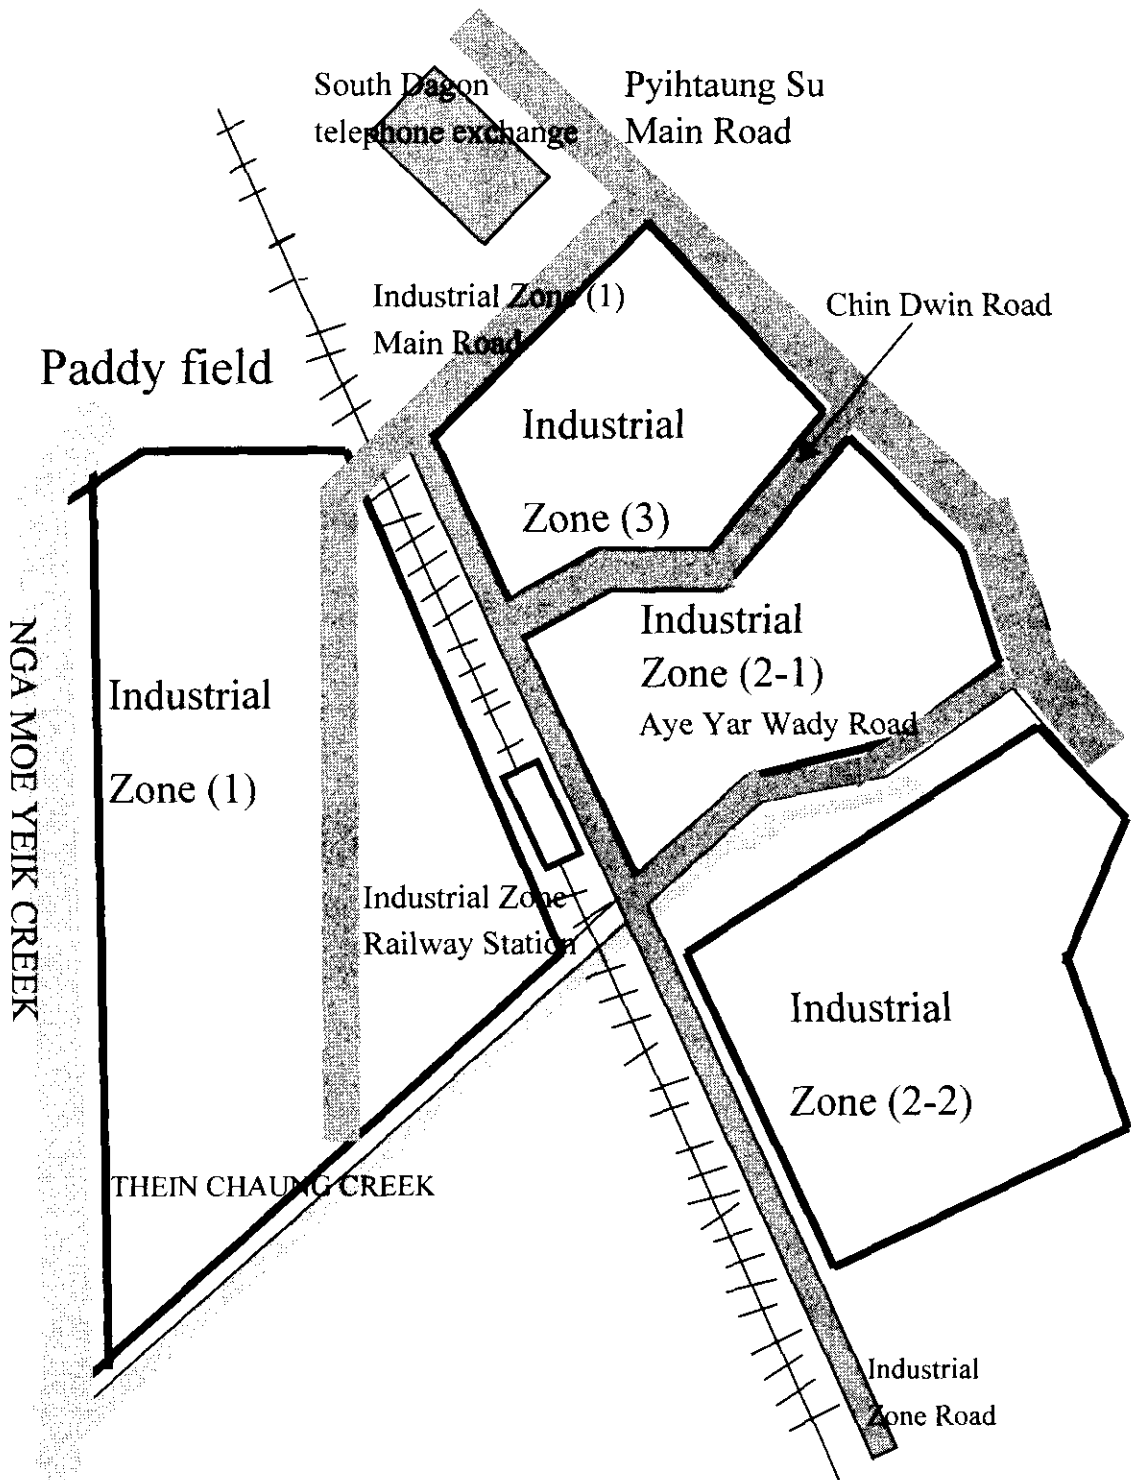 South Dagon
telephone exchange
Pyihtaung Su
Main Road
Industrial Zone (1)
Main Road
Chin Dwin Road
Paddy field
Industrial
Zone (3)
Industrial
Zone (2-1)
Aye Yar Wady Road
NGA MOE YEIK CREEK
Industrial
Zone (1)
Industrial Zone
Railway Station
Industrial
Zone (2-2)
THEIN CHAUNG CREEK
Industrial
Zone Road